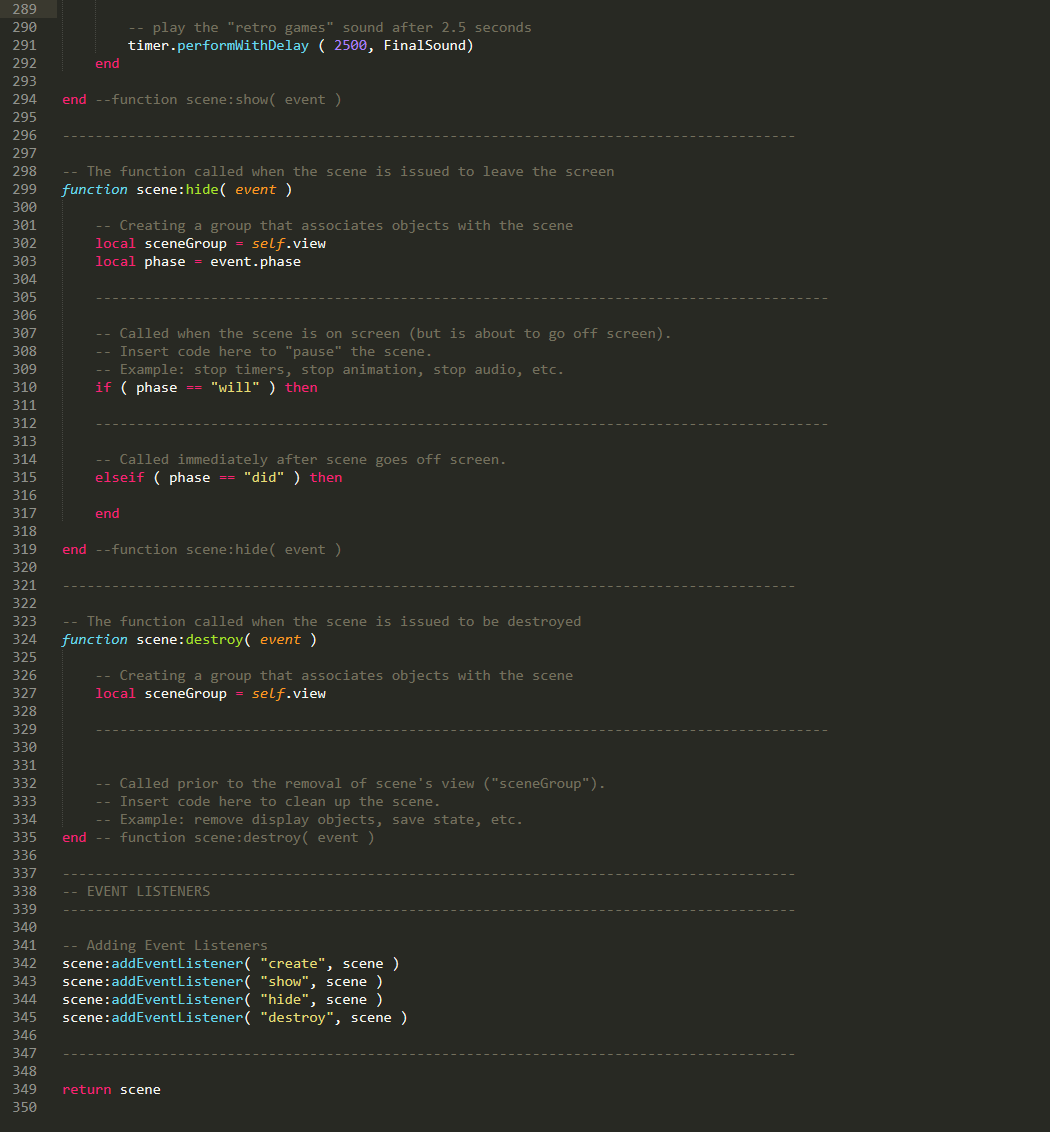 289
290 -- play the "retro games" sound after 2.5 seconds
291 timer.performWithDelay ( 2500, FinalSound)
292 end
293
294 end --function scene:show( event )
295
296 -----------------------------------------------------------------------------------------
297
298 -- The function called when the scene is issued to leave the screen
299 function scene:hide( event )
300
301 -- Creating a group that associates objects with the scene
302 local sceneGroup = self.view
303 local phase = event.phase
304
305 -----------------------------------------------------------------------------------------
306
307 -- Called when the scene is on screen (but is about to go off screen).
308 -- Insert code here to "pause" the scene.
309 -- Example: stop timers, stop animation, stop audio, etc.
310 if ( phase == "will" ) then
311
312 -----------------------------------------------------------------------------------------
313
314 -- Called immediately after scene goes off screen.
315 elseif ( phase == "did" ) then
316
317 end
318
319 end --function scene:hide( event )
320
321 -----------------------------------------------------------------------------------------
322
323 -- The function called when the scene is issued to be destroyed
324 function scene:destroy( event )
325
326 -- Creating a group that associates objects with the scene
327 local sceneGroup = self.view
328
329 -----------------------------------------------------------------------------------------
330
331
332 -- Called prior to the removal of scene's view ("sceneGroup").
333 -- Insert code here to clean up the scene.
334 -- Example: remove display objects, save state, etc.
335 end -- function scene:destroy( event )
336
337 -----------------------------------------------------------------------------------------
338 -- EVENT LISTENERS
339 -----------------------------------------------------------------------------------------
340
341 -- Adding Event Listeners
342 scene:addEventListener( "create", scene )
343 scene:addEventListener( "show", scene )
344 scene:addEventListener( "hide", scene )
345 scene:addEventListener( "destroy", scene )
346
347 -----------------------------------------------------------------------------------------
348
349 return scene
350